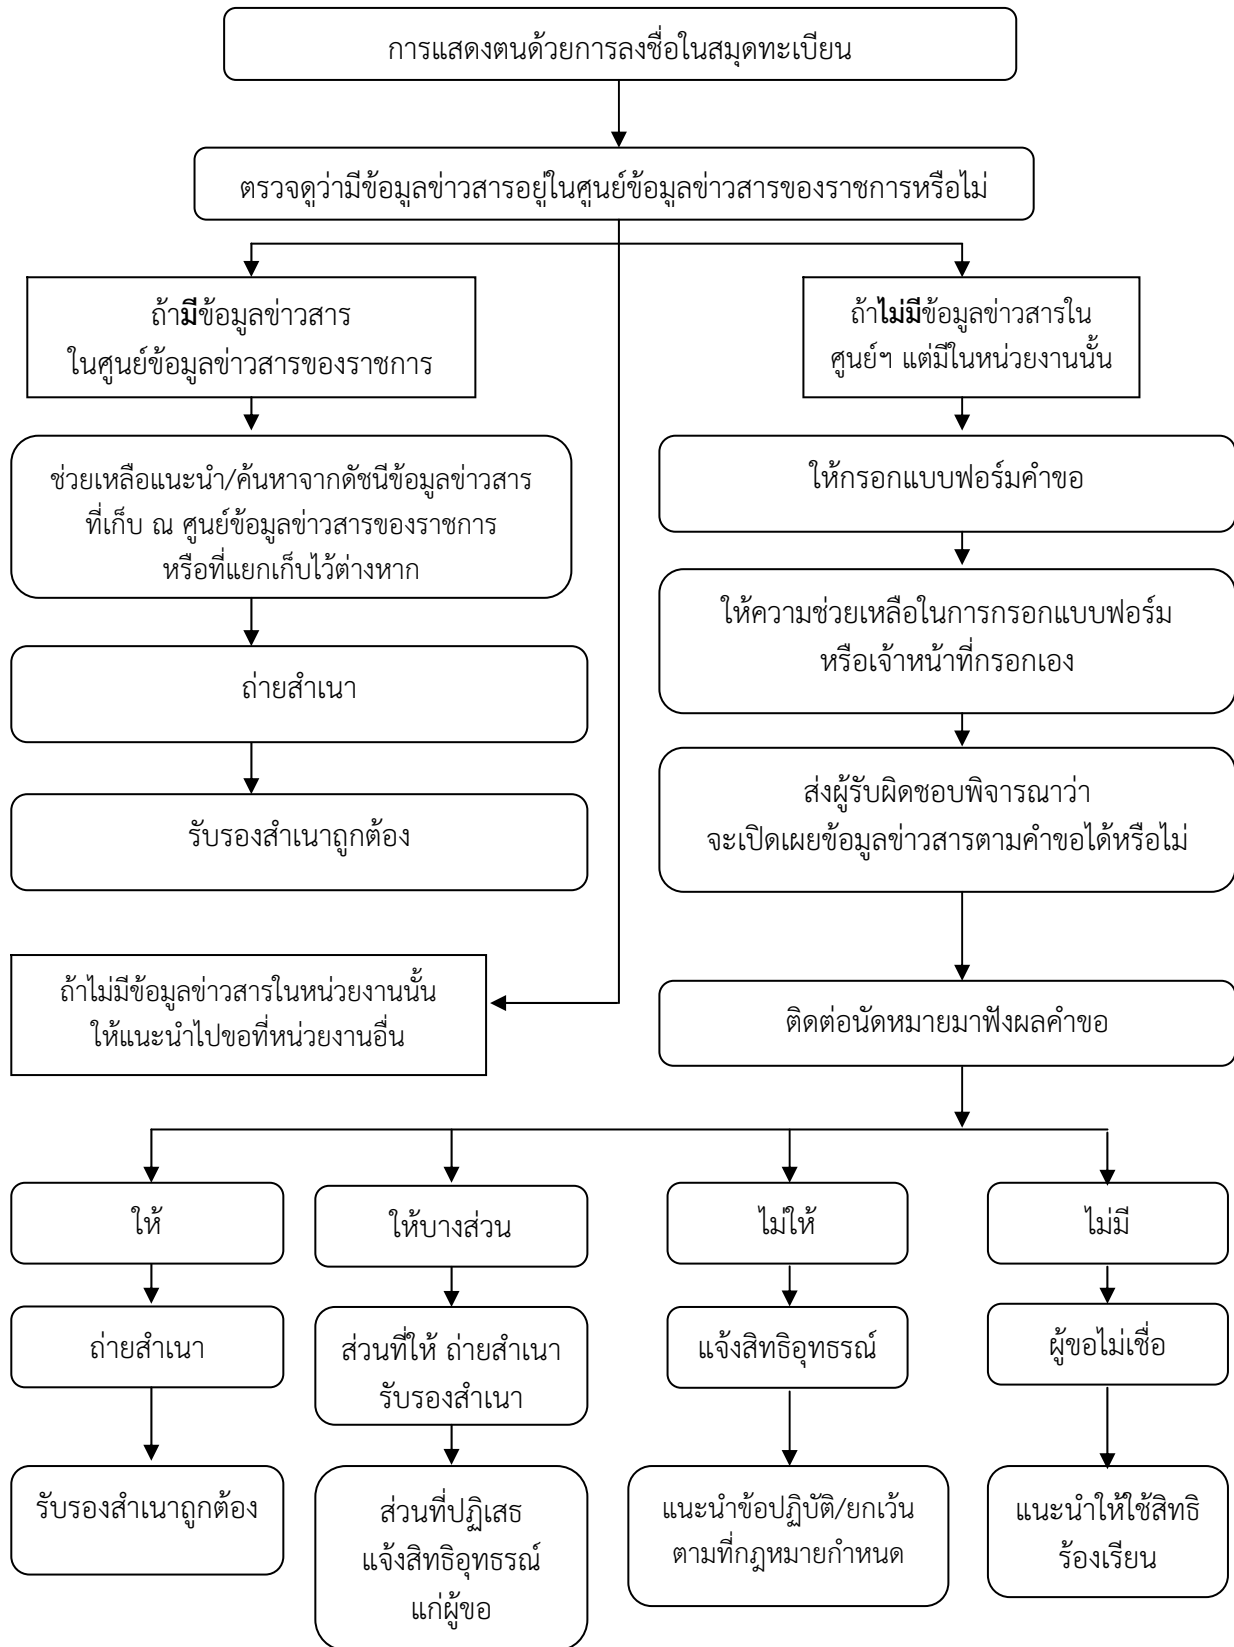 การแสดงตนด้วยการลงชื่อในสมุดทะเบียน
ตรวจดูว่ามีข้อมูลข่าวสารอยู่ในศูนย์ข้อมูลข่าวสารของราชการหรือไม่
ถ้ามีข้อมูลข่าวสาร
ในศูนย์ข้อมูลข่าวสารของราชการ
ถ้าไม่มีข้อมูลข่าวสารใน
ศูนย์ฯ แต่มีในหน่วยงานนั้น
ช่วยเหลือแนะนำ/ค้นหาจากดัชนีข้อมูลข่าวสาร
ที่เก็บ ณ ศูนย์ข้อมูลข่าวสารของราชการ
หรือที่แยกเก็บไว้ต่างหาก
ให้กรอกแบบฟอร์มคำขอ
ให้ความช่วยเหลือในการกรอกแบบฟอร์ม
หรือเจ้าหน้าที่กรอกเอง
ถ่ายสำเนา
รับรองสำเนาถูกต้อง
ส่งผู้รับผิดชอบพิจารณาว่า
จะเปิดเผยข้อมูลข่าวสารตามคำขอได้หรือไม่
ถ้าไม่มีข้อมูลข่าวสารในหน่วยงานนั้น
ให้แนะนำไปขอที่หน่วยงานอื่น
ติดต่อนัดหมายมาฟังผลคำขอ
ให้
ให้บางส่วน
ไม่ให้
ไม่มี
ถ่ายสำเนา
ส่วนที่ให้ ถ่ายสำเนา
รับรองสำเนา
แจ้งสิทธิอุทธรณ์
ผู้ขอไม่เชื่อ
รับรองสำเนาถูกต้อง
ส่วนที่ปฏิเสธ
แจ้งสิทธิอุทธรณ์
แก่ผู้ขอ
แนะนำข้อปฏิบัติ/ยกเว้น
ตามที่กฎหมายกำหนด
แนะนำให้ใช้สิทธิ
ร้องเรียน